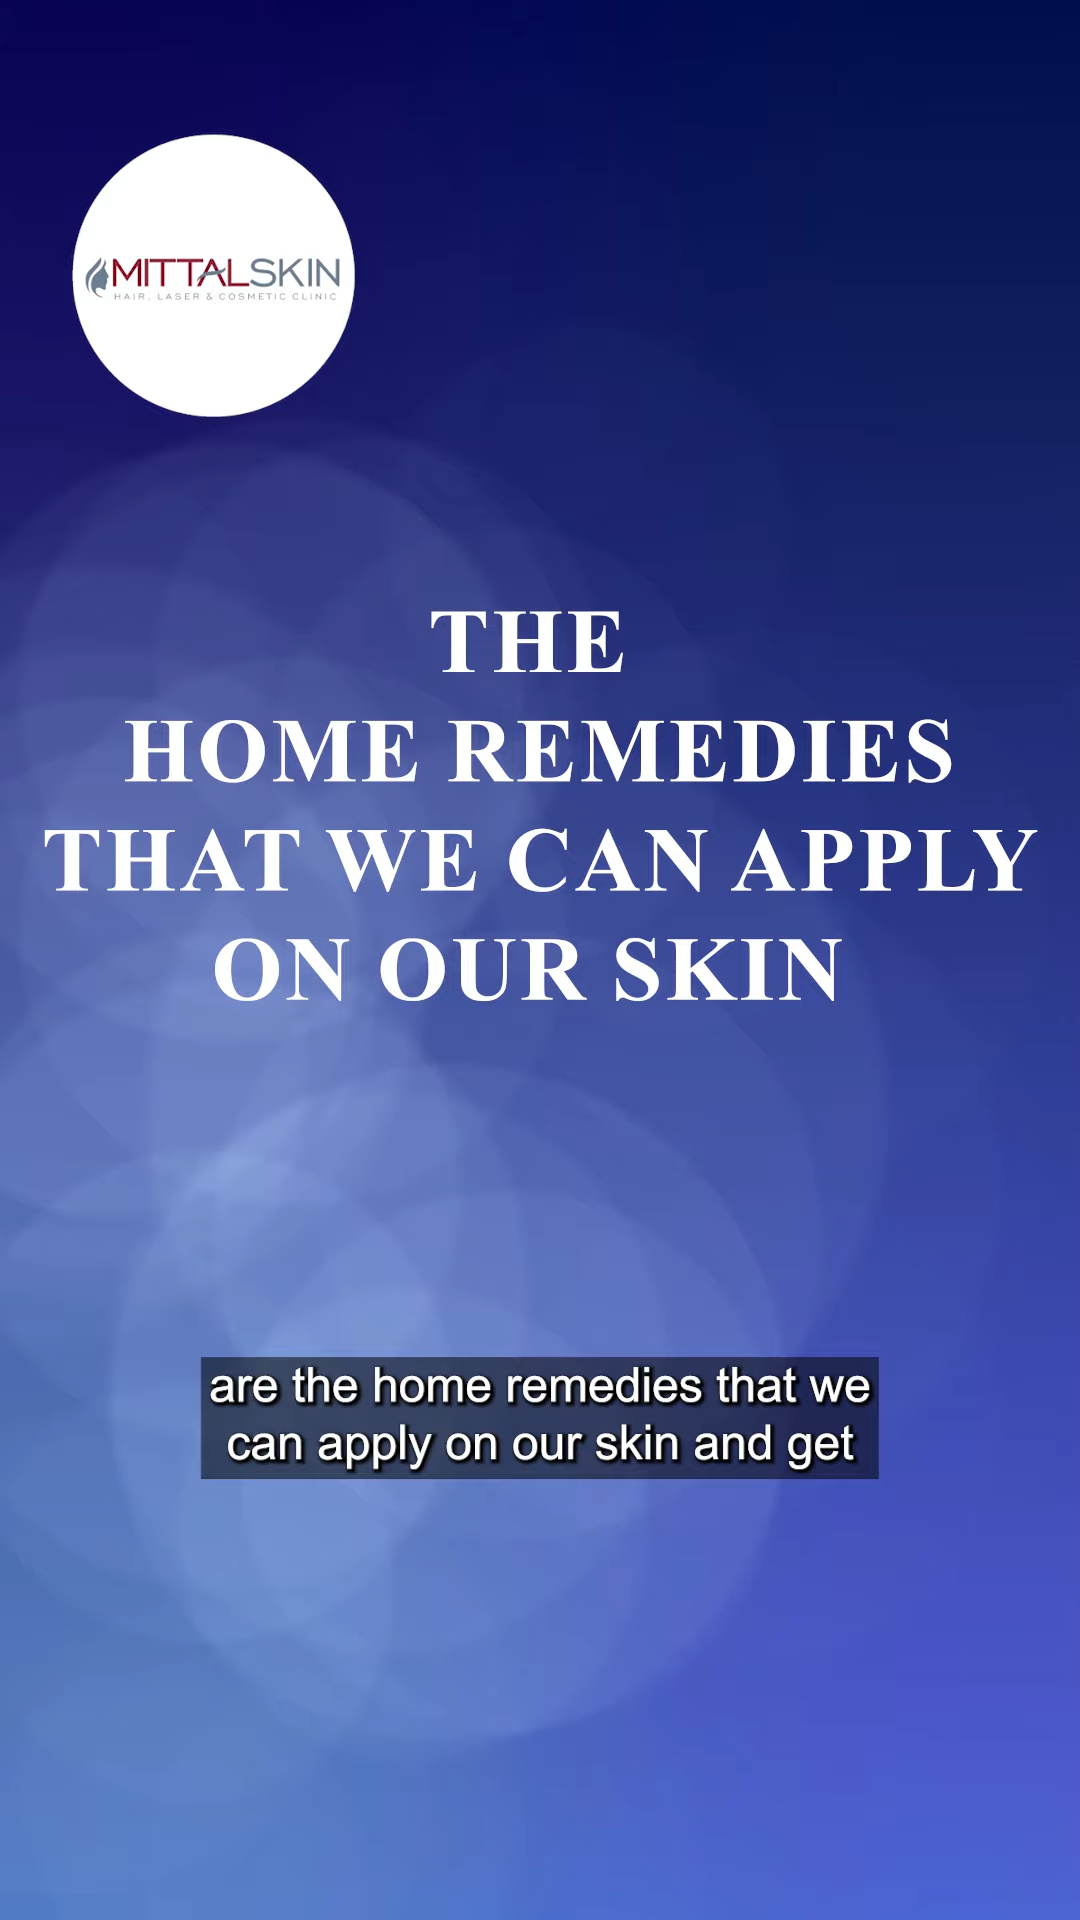 MITTALSKIN
HAIR, LASER & COSMETIC CLINIC
THE
HOME REMEDIES
THAT WE CAN APPLY
ON OUR SKIN
are the home remedies that we
can apply on our skin and get